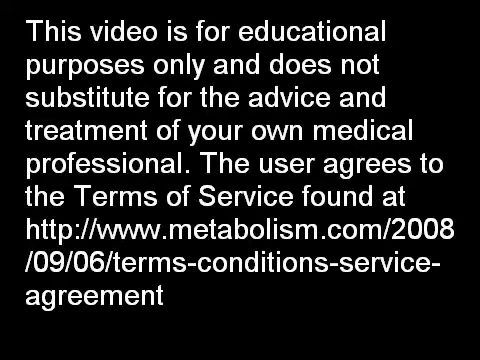 This video is for educational
purposes only and does not
substitute for the advice and
treatment of your own medical
professional. The user agrees to
the Terms of Service found at
http://www.metabolism.com/2008
/09/06/terms-conditions-service-
agreement